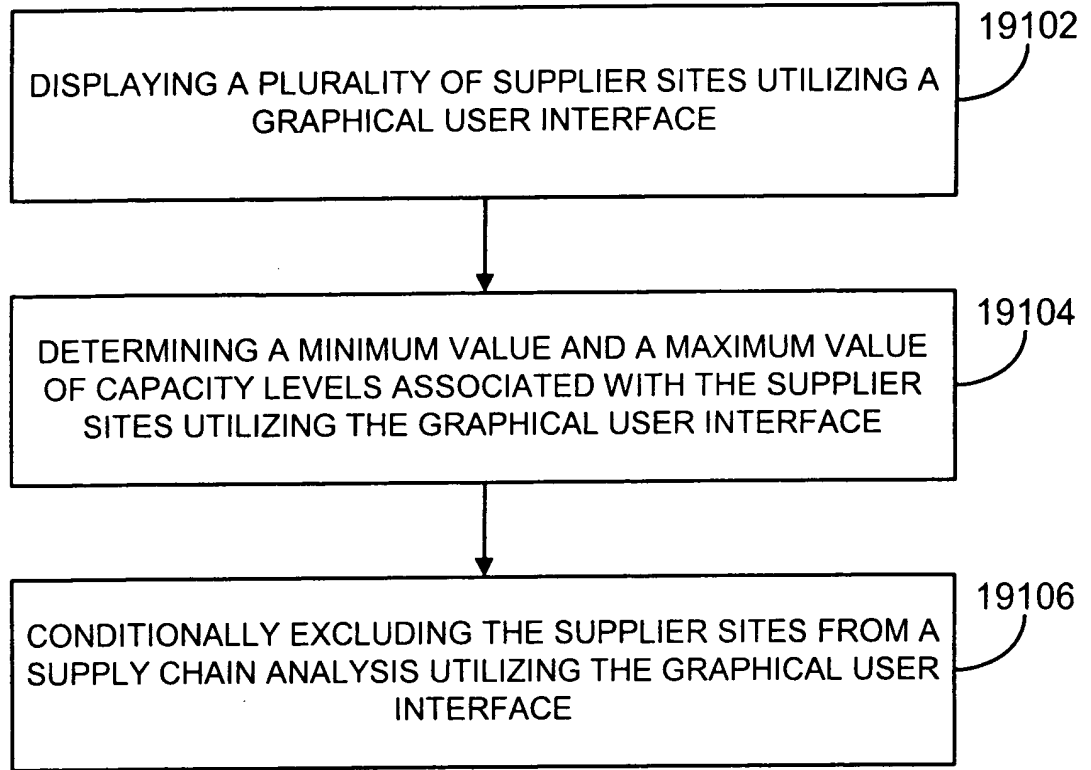 19102
DISPLAYING A PLURALITY OF SUPPLIER SITES UTILIZING A
GRAPHICAL USER INTERFACE
19104
DETERMINING A MINIMUM VALUE AND A MAXIMUM VALUE
OF CAPACITY LEVELS ASSOCIATED WITH THE SUPPLIER
SITES UTILIZING THE GRAPHICAL USER INTERFACE
19106
CONDITIONALLY EXCLUDING THE SUPPLIER SITES FROM A
SUPPLY CHAIN ANALYSIS UTILIZING THE GRAPHICAL USER
INTERFACE